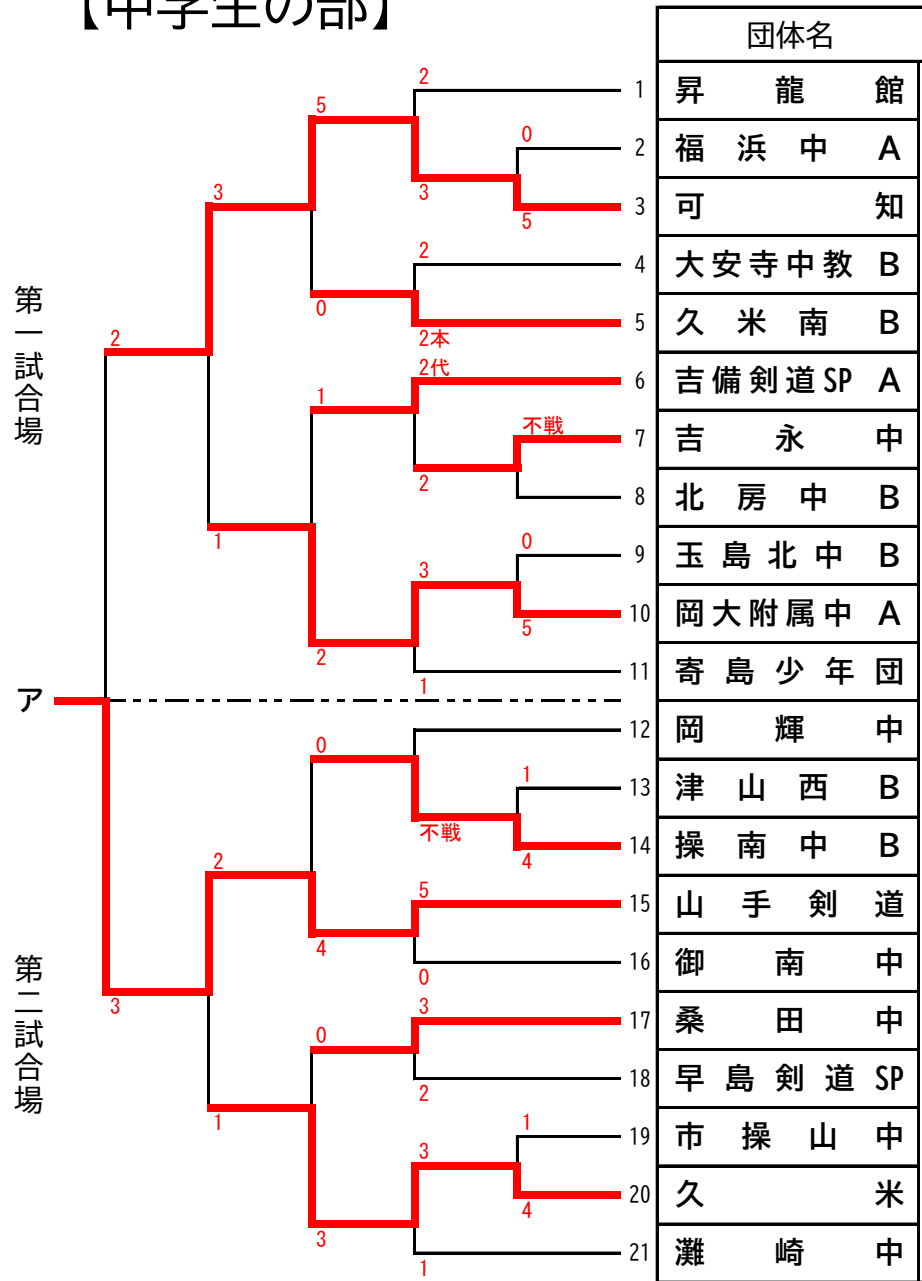 【中学生の部】
団体名
1 昇龍館
2 福浜中A
3 可知
4 大安寺中教B
5 久米南B
6 吉備剣道SP A
7 吉永中
8 北房中B
9 玉島北中B
10 岡大附属中A
11 寄島少年団
12 岡輝中
13 津山西B
14 操南中B
15 山手剣道
16 御南中
17 桑田中
18 早島剣道SP
19 市操山中
20 久米
21 灘崎中
第一試合場
第二試合場
ア
2
5
0
3
3
5
2
0
2
2本
2代
1
不戦
2
1
0
3
5
2
1
0
1
不戦
4
2
5
4
0
3
3
0
2
1
1
3
4
3
1